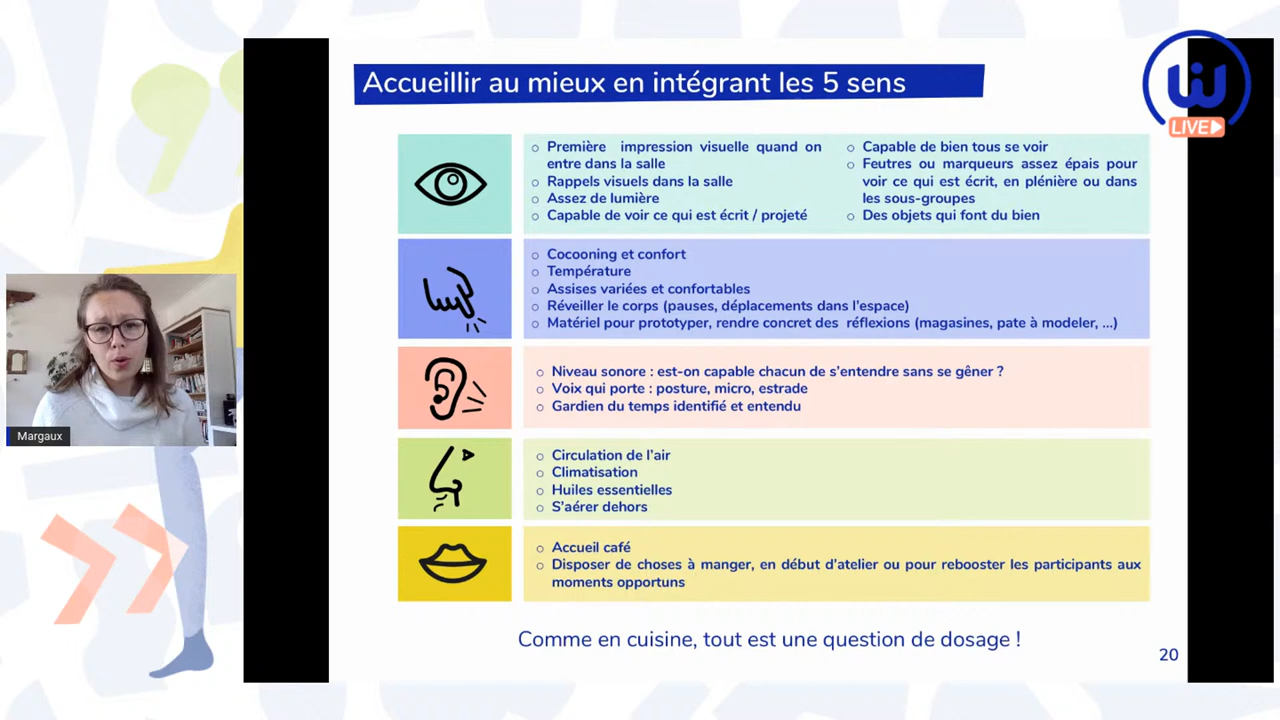 Accueillir au mieux en intégrant les 5 sens
LIVE
Première impression visuelle quand on
entre dans la salle
Rappels visuels dans la salle
Assez de lumière
Capable de voir ce qui est écrit / projeté
Capable de bien tous se voir
Feutres ou marqueurs assez épais pour
voir ce qui est écrit, en plénière ou dans
les sous-groupes
Des objets qui font du bien
Cocooning et confort
Température
Assises variées et confortables
Réveiller le corps (pauses, déplacements dans l'espace)
Matériel pour prototyper, rendre concret des réflexions (magasines, pate à modeler, ...)
Niveau sonore : est-on capable chacun de s'entendre sans se gêner ?
Voix qui porte : posture, micro, estrade
Gardien du temps identifié et entendu
Circulation de l'air
Climatisation
Huiles essentielles
S'aérer dehors
Accueil café
Disposer de choses à manger, en début d'atelier ou pour rebooster les participants aux
moments opportuns
Comme en cuisine, tout est une question de dosage !
20
Margaux